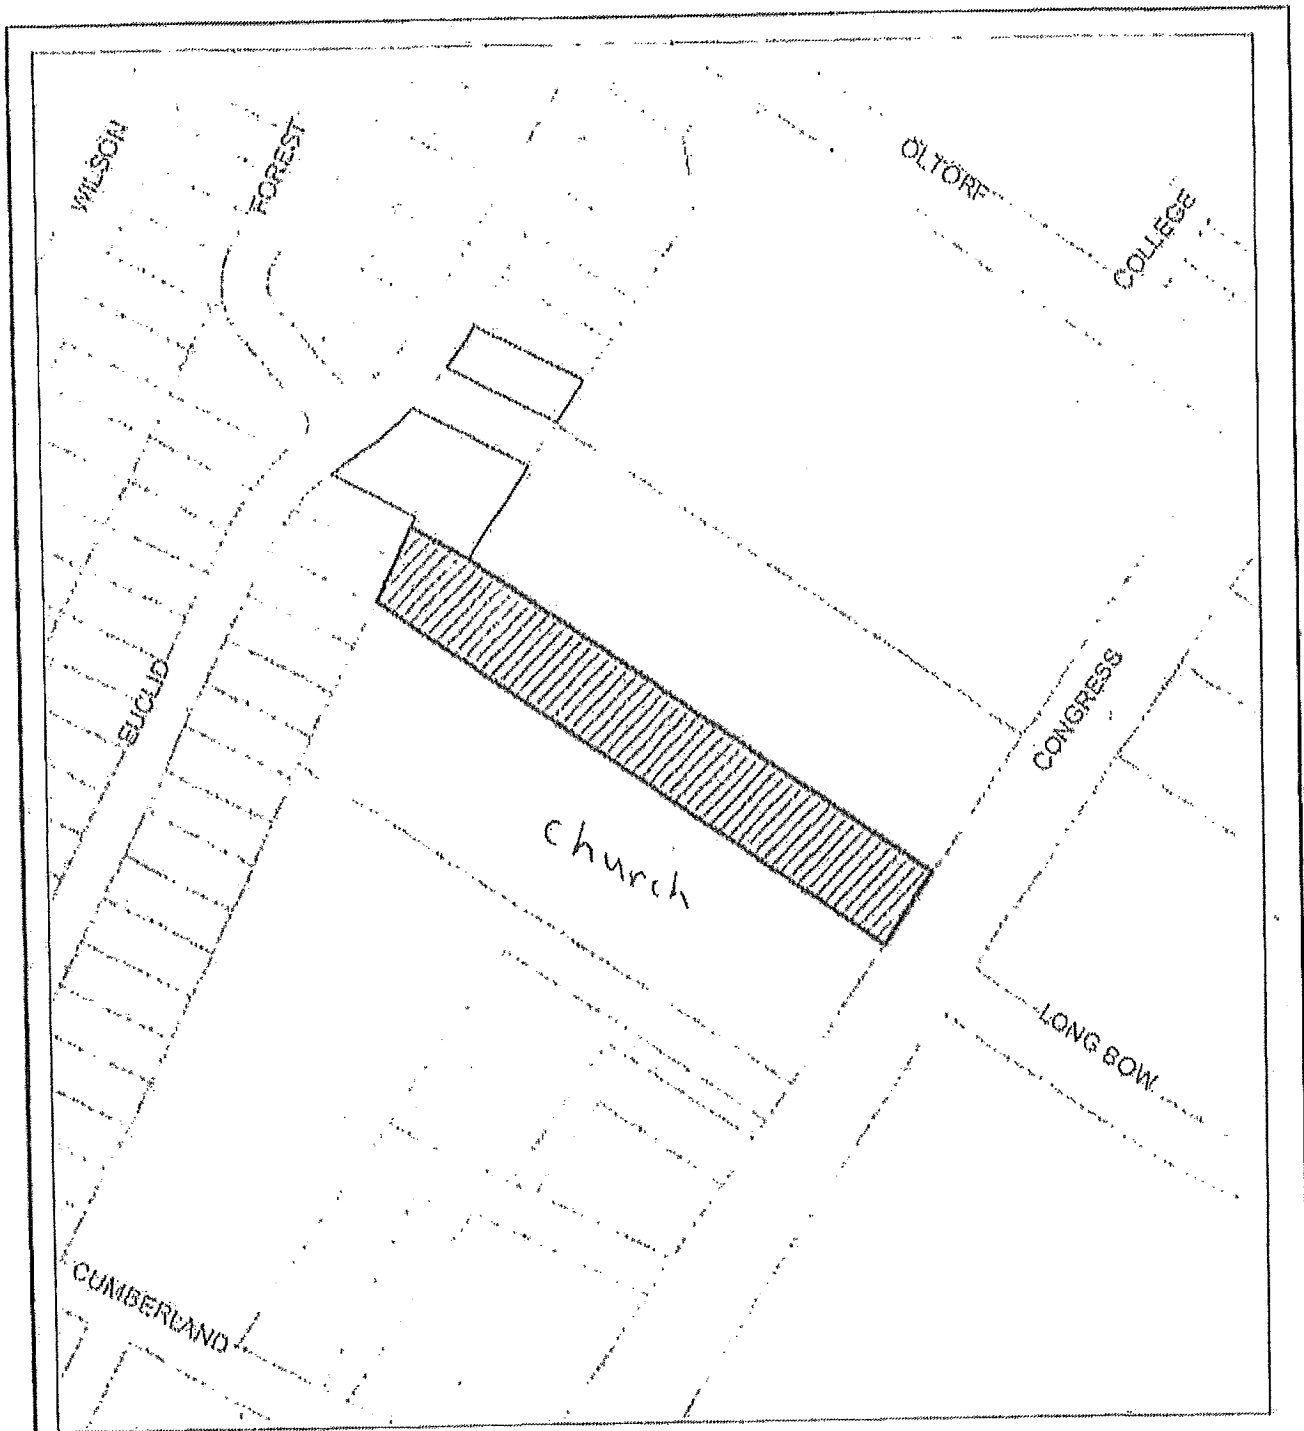 WILSON
FOREST
OLTORF
COLLEGE
CONGRESS
EUCLID
church
LONG BOW
CUMBERLAND